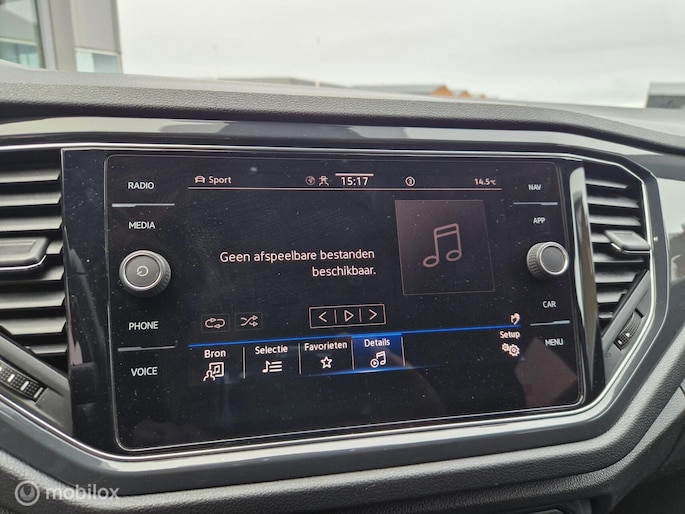 RADIO
MEDIA
PHONE
VOICE
Sport
15:17
14.5°C
Geen afspeelbare bestanden
beschikbaar.
Bron
Selectie
Favorieten
Details
Setup
NAV
APP
CAR
MENU
mobilox